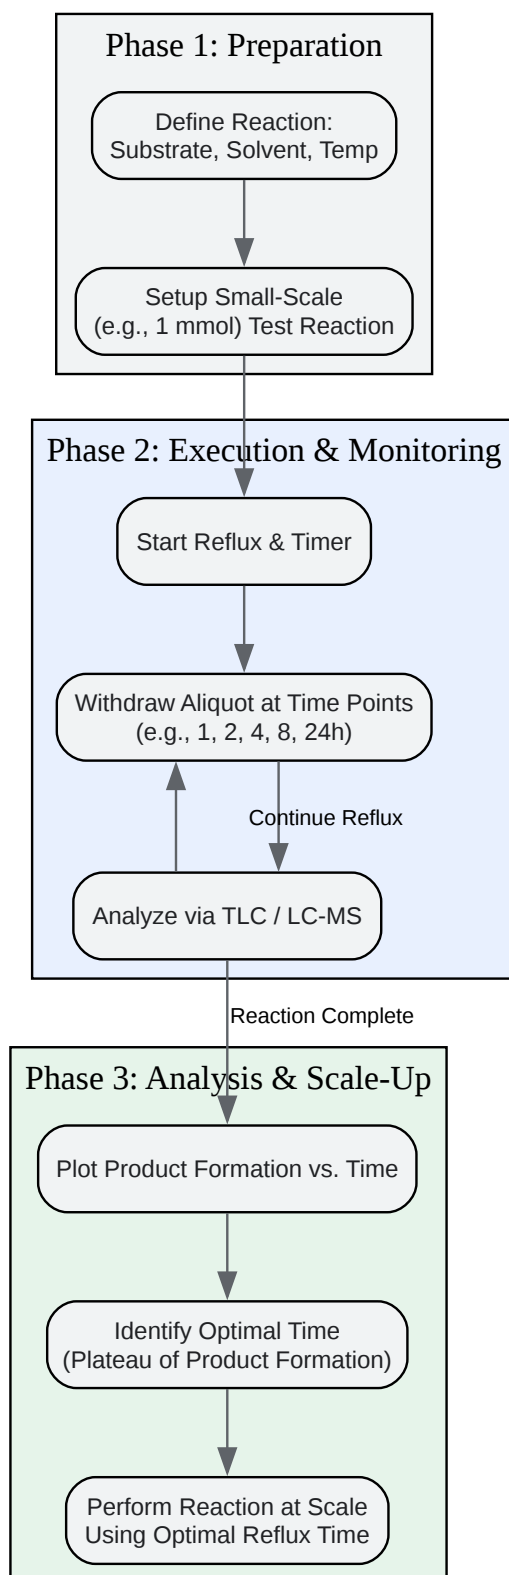 Phase 1: Preparation
Define Reaction:
Substrate, Solvent, Temp
Setup Small-Scale
(e.g., 1 mmol) Test Reaction
Phase 2: Execution & Monitoring
Start Reflux & Timer
Withdraw Aliquot at Time Points
(e.g., 1, 2, 4, 8, 24h)
Continue Reflux
Analyze via TLC / LC-MS
Reaction Complete
Phase 3: Analysis & Scale-Up
Plot Product Formation vs. Time
Identify Optimal Time
(Plateau of Product Formation)
Perform Reaction at Scale
Using Optimal Reflux Time